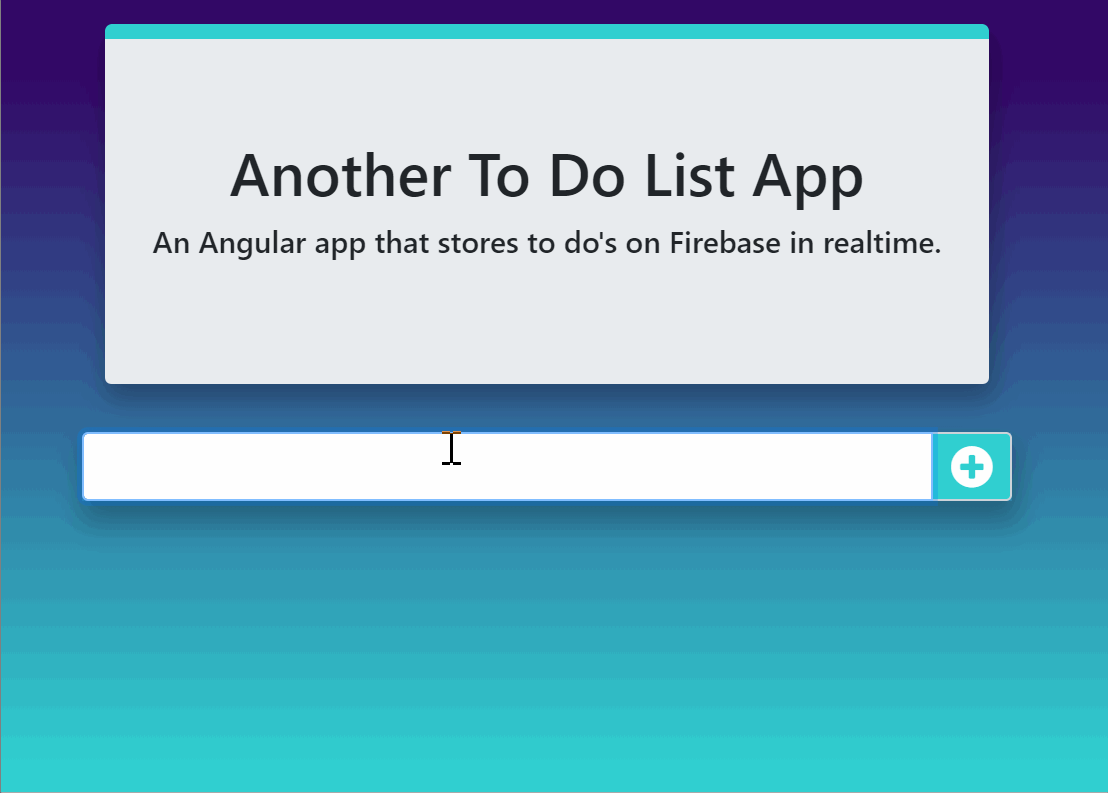 Another To Do List App
An Angular app that stores to do's on Firebase in realtime.